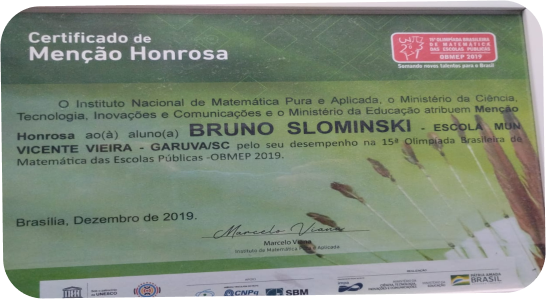 Certificado de
Menção Honrosa
15ª OLIMPÍADA BRASILEIRA
DE MATEMÁTICA
DAS ESCOLAS PÚBLICAS
OBMEP 2019
Somando novos talentos para o Brasil
O Instituto Nacional de Matemática Pura e Aplicada, o Ministério da Ciência,
Tecnologia, Inovações e Comunicações e o Ministério da Educação atribuem Menção
Honrosa ao(à) aluno(a) BRUNO SLOMINSKI - ESCOLA MUN
VICENTE VIEIRA - GARUVA/SC pelo seu desempenho na 15ª Olimpíada Brasileira de
Matemática das Escolas Públicas -OBMEP 2019.
Brasília, Dezembro de 2019.
Marcelo Viana
Marcelo Viana
Instituto de Matemática Pura e Aplicada
UNESCO
CNPq
SBM
PÁTRIA AMADA
BRASIL